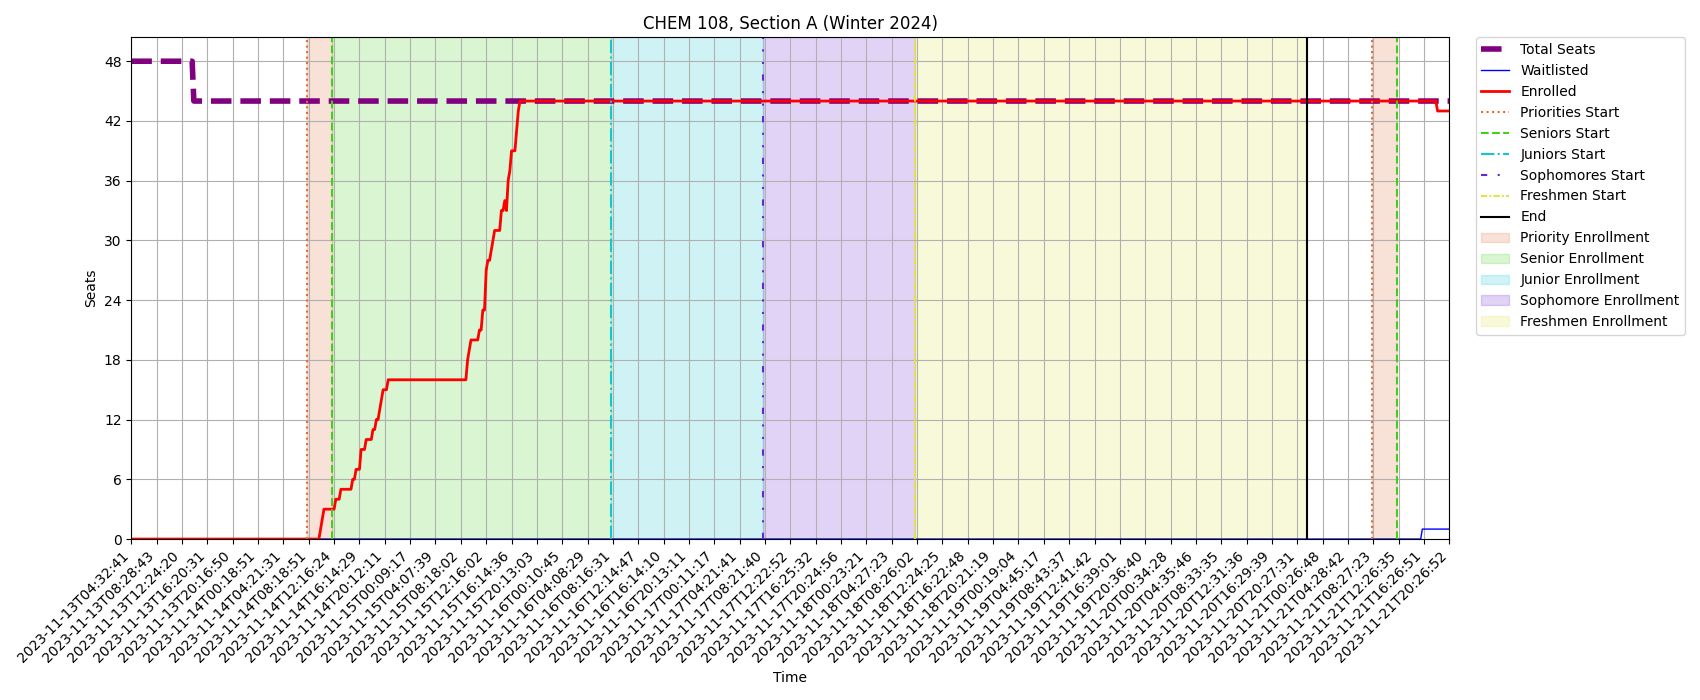 CHEM 108, Section A (Winter 2024)
Seats
48
42
36
30
24
18
12
6
0
2023-11-13T04:32:41
2023-11-13T08:28:43
2023-11-13T12:24:20
2023-11-13T16:20:31
2023-11-13T20:16:50
2023-11-14T00:18:51
2023-11-14T04:21:31
2023-11-14T08:18:51
2023-11-14T12:16:24
2023-11-14T16:14:29
2023-11-14T20:12:11
2023-11-15T00:09:17
2023-11-15T04:07:39
2023-11-15T08:18:02
2023-11-15T12:16:02
2023-11-15T16:14:36
2023-11-15T20:13:03
2023-11-16T00:10:45
2023-11-16T04:08:29
2023-11-16T08:16:31
2023-11-16T12:14:47
2023-11-16T16:14:10
2023-11-16T20:13:11
2023-11-17T00:11:17
2023-11-17T04:21:41
2023-11-17T08:21:40
2023-11-17T12:22:52
2023-11-17T16:25:32
2023-11-17T20:24:56
2023-11-18T00:23:21
2023-11-18T04:27:23
2023-11-18T08:26:02
2023-11-18T12:24:25
2023-11-18T16:22:48
2023-11-18T20:21:19
2023-11-19T00:19:04
2023-11-19T04:45:17
2023-11-19T08:43:37
2023-11-19T12:41:42
2023-11-19T16:39:01
2023-11-19T20:36:40
2023-11-20T00:34:28
2023-11-20T04:35:46
2023-11-20T08:33:35
2023-11-20T12:31:36
2023-11-20T16:29:39
2023-11-20T20:27:31
2023-11-21T00:26:48
2023-11-21T04:28:42
2023-11-21T08:27:23
2023-11-21T12:26:35
2023-11-21T16:26:51
2023-11-21T20:26:52
Time
Total Seats
Waitlisted
Enrolled
Priorities Start
Seniors Start
Juniors Start
Sophomores Start
Freshmen Start
End
Priority Enrollment
Senior Enrollment
Junior Enrollment
Sophomore Enrollment
Freshmen Enrollment